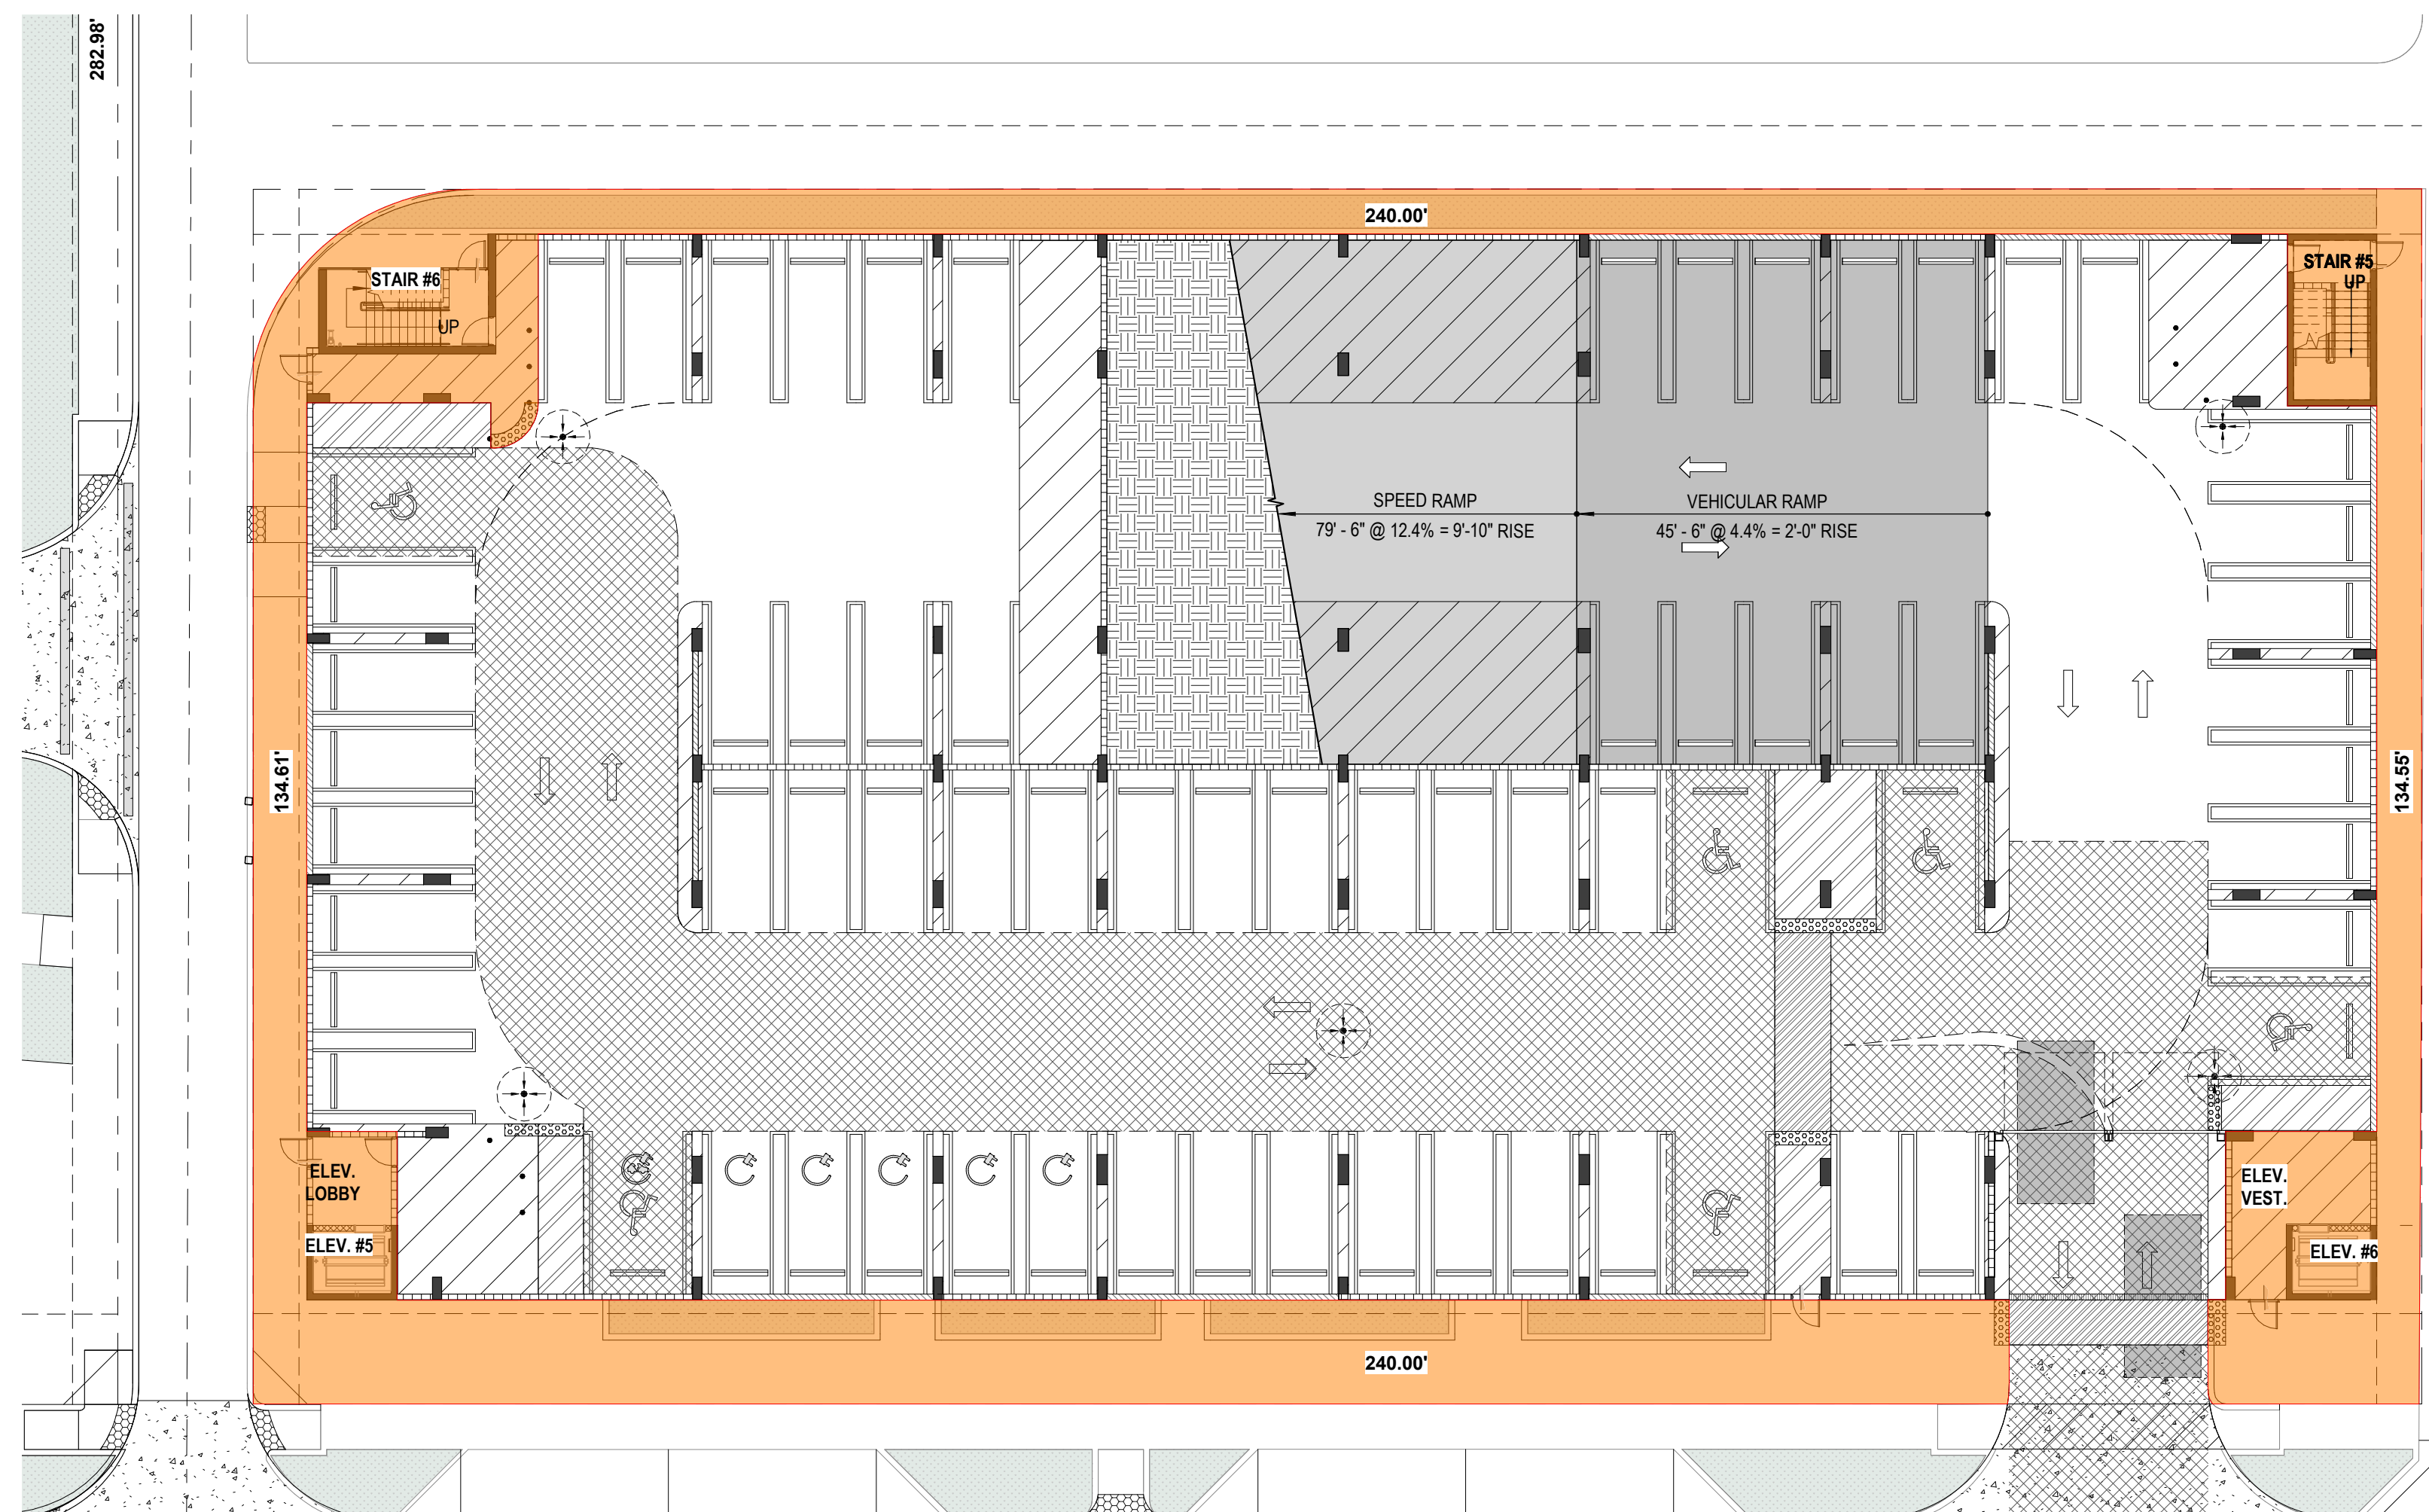 282.98'
240.00'
STAIR #6
UP
STAIR #5
UP
SPEED RAMP
79' - 6" @ 12.4% = 9'-10" RISE
VEHICULAR RAMP
45' - 6" @ 4.4% = 2'-0" RISE
134.61'
134.55'
ELEV.
LOBBY
ELEV. #5
ELEV.
VEST.
ELEV. #6
240.00'